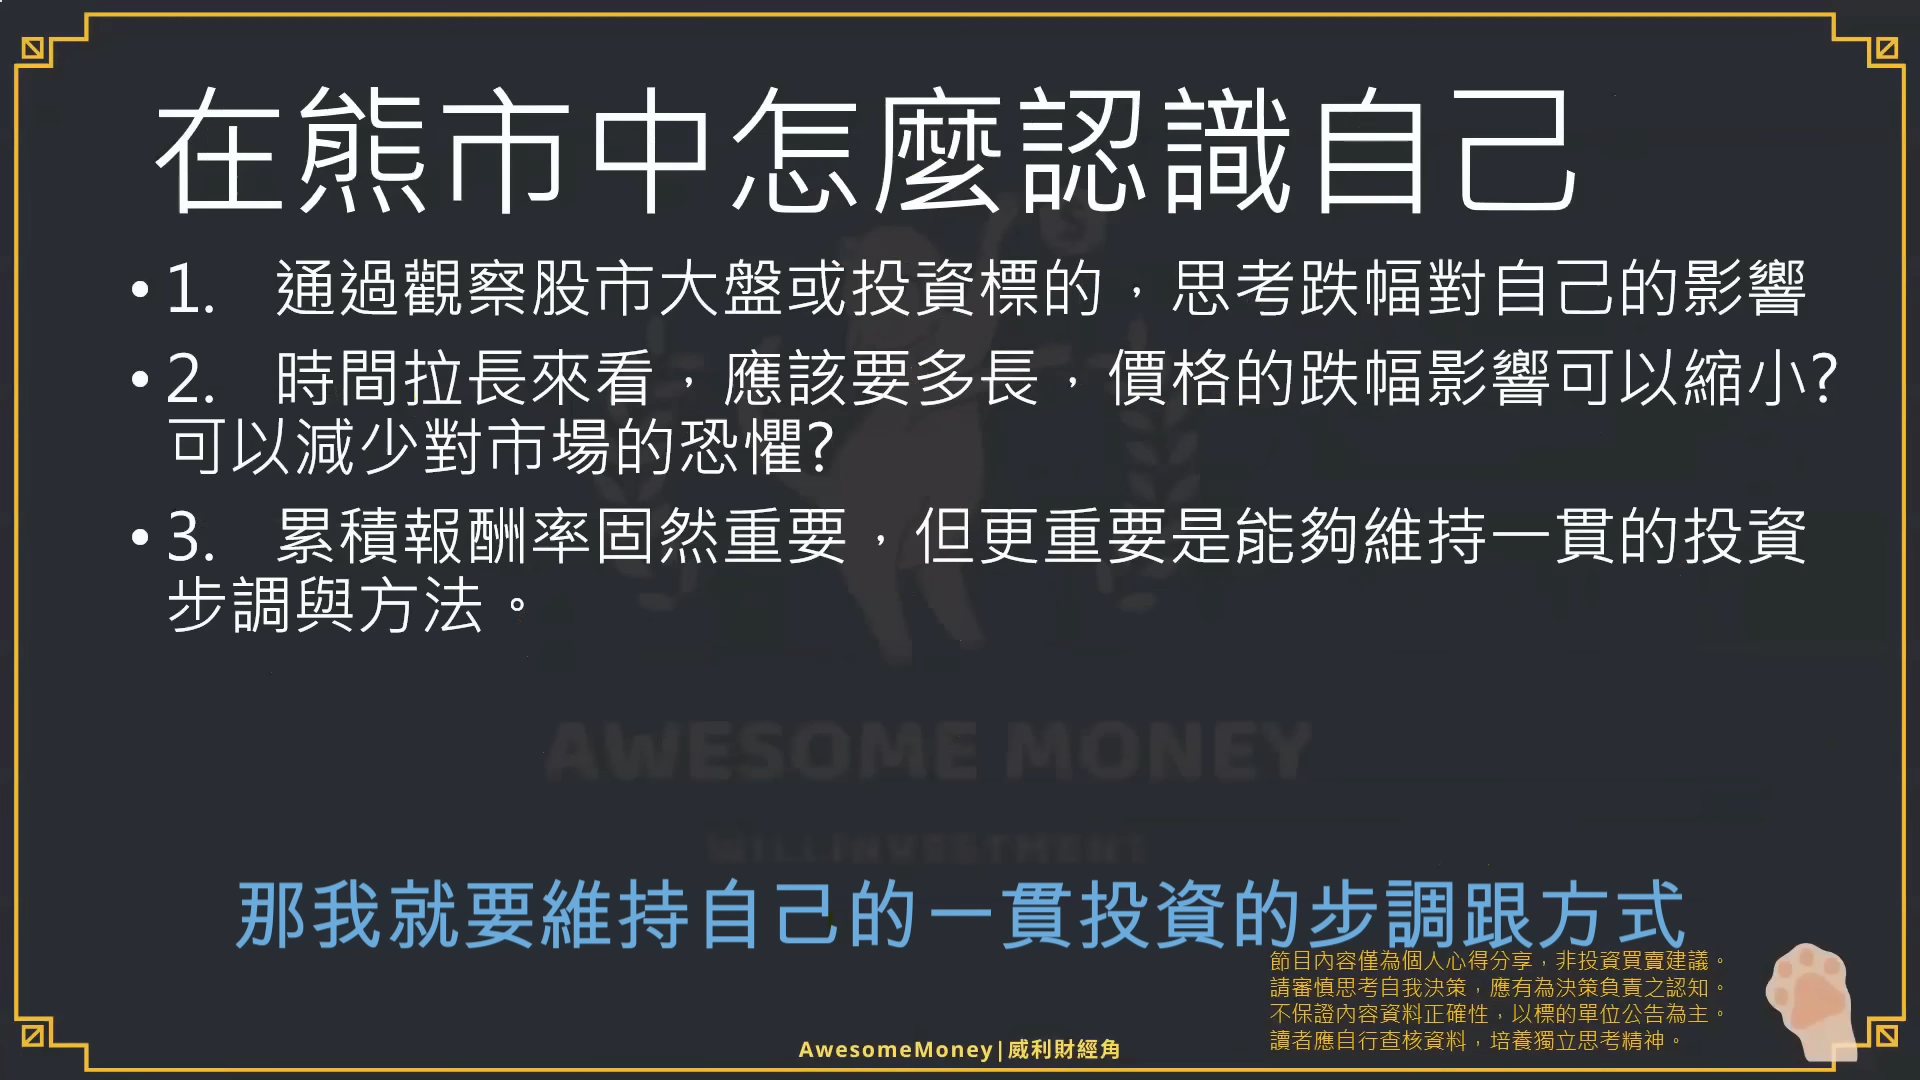 在熊市中怎麼認識自己
• 1. 通過觀察股市大盤或投資標的，思考跌幅對自己的影響
• 2. 時間拉長來看，應該要多長，價格的跌幅影響可以縮小?
可以減少對市場的恐懼?
• 3. 累積報酬率固然重要，但更重要是能夠維持一貫的投資
步調與方法。
AWESOME MONEY
WILLINVESTMENT
那我就要維持自己的一貫投資的步調跟方式
節目內容僅為個人心得分享，非投資買賣建議。
請審慎思考自我決策，應有為決策負責之認知。
不保證內容資料正確性，以標的單位公告為主。
讀者應自行查核資料，培養獨立思考精神。
AwesomeMoney|威利財經角